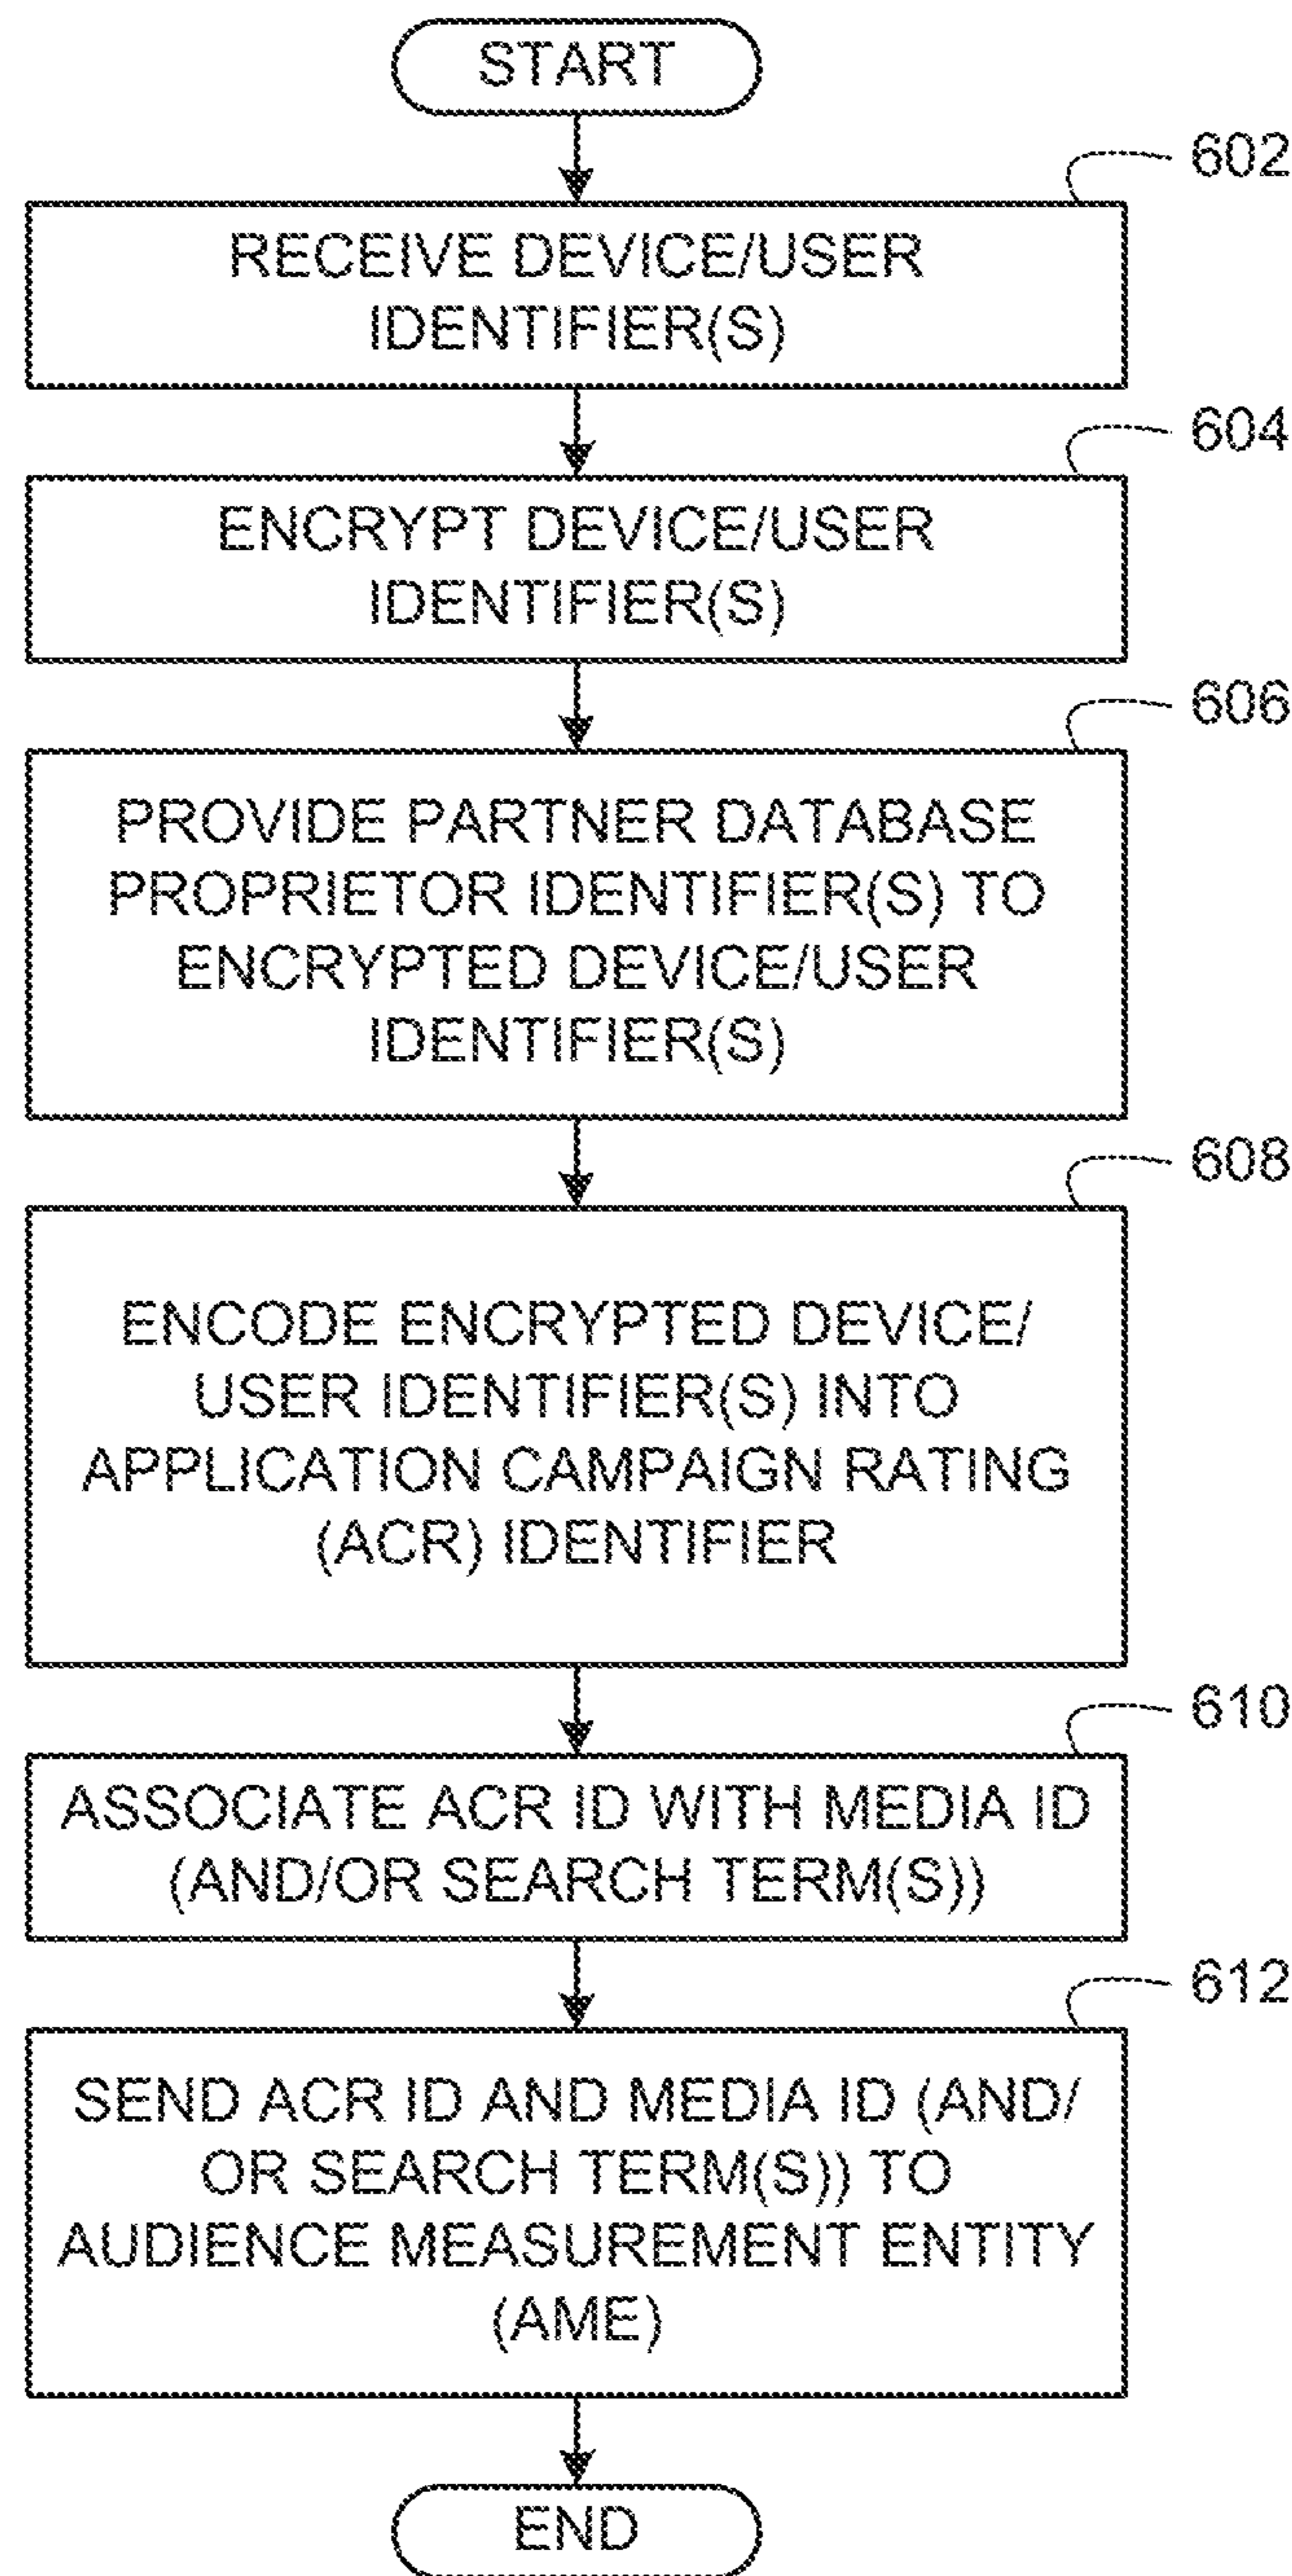 START
602
RECEIVE DEVICE/USER
IDENTIFIER(S)
604
ENCRYPT DEVICE/USER
IDENTIFIER(S)
606
PROVIDE PARTNER DATABASE
PROPRIETOR IDENTIFIER(S) TO
ENCRYPTED DEVICE/USER
IDENTIFIER(S)
608
ENCODE ENCRYPTED DEVICE/
USER IDENTIFIER(S) INTO
APPLICATION CAMPAIGN RATING
(ACR) IDENTIFIER
610
ASSOCIATE ACR ID WITH MEDIA ID
(AND/OR SEARCH TERM(S))
612
SEND ACR ID AND MEDIA ID (AND/
OR SEARCH TERM(S)) TO
AUDIENCE MEASUREMENT ENTITY
(AME)
END